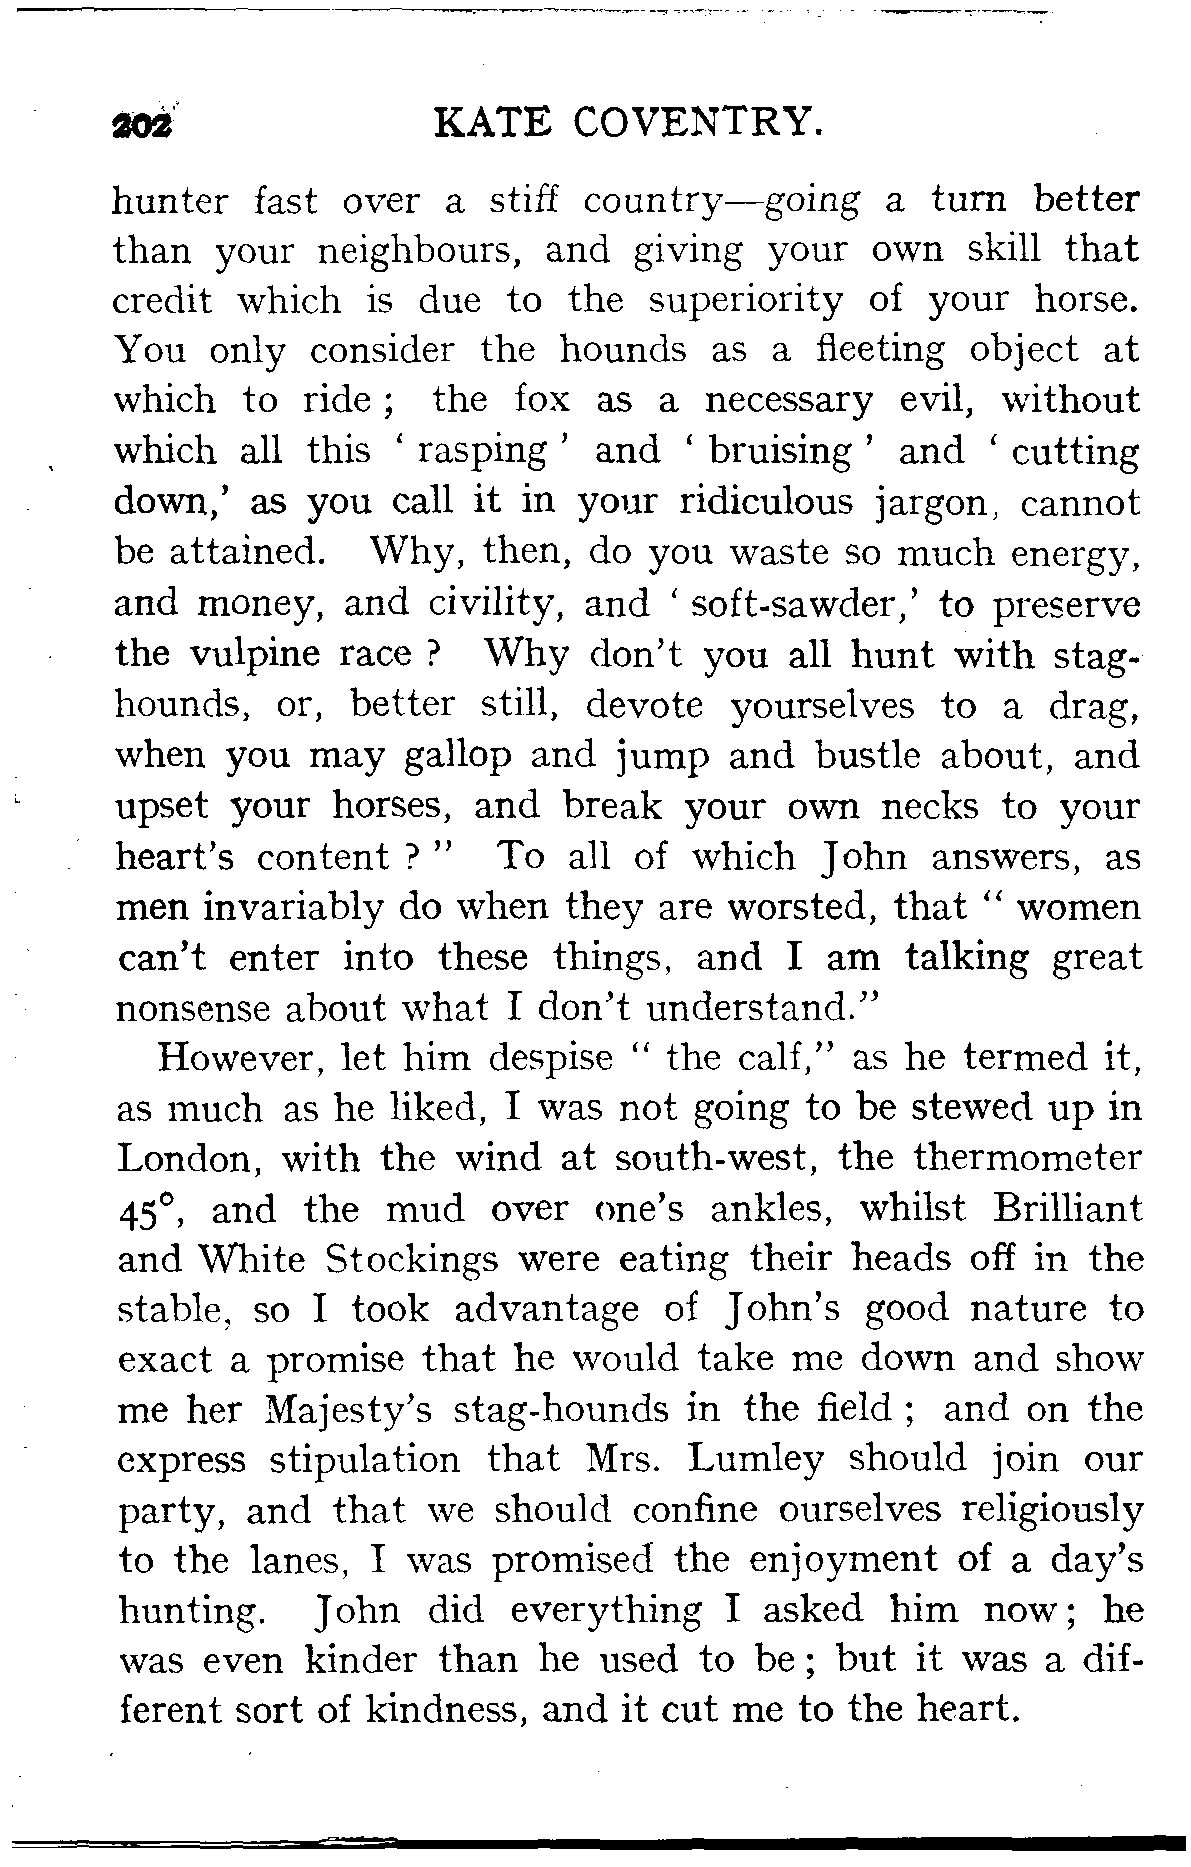 202 KATE COVENTRY.
hunter fast over a stiff country—going a turn better
than your neighbours, and giving your own skill that
credit which is due to the superiority of your horse.
You only consider the hounds as a fleeting object at
which to ride ; the fox as a necessary evil, without
which all this ‘ rasping ’ and ‘ bruising ’ and ‘ cutting
down,’ as you call it in your ridiculous jargon, cannot
be attained. Why, then, do you waste so much energy,
and money, and civility, and ‘ soft-sawder,’ to preserve
the vulpine race ? Why don’t you all hunt with stag-
hounds, or, better still, devote yourselves to a drag,
when you may gallop and jump and bustle about, and
upset your horses, and break your own necks to your
heart’s content ? ” To all of which John answers, as
men invariably do when they are worsted, that “ women
can’t enter into these things, and I am talking great
nonsense about what I don’t understand.”
However, let him despise “ the calf,” as he termed it,
as much as he liked, I was not going to be stewed up in
London, with the wind at south-west, the thermometer
45°, and the mud over one’s ankles, whilst Brilliant
and White Stockings were eating their heads off in the
stable, so I took advantage of John’s good nature to
exact a promise that he would take me down and show
me her Majesty’s stag-hounds in the field ; and on the
express stipulation that Mrs. Lumley should join our
party, and that we should confine ourselves religiously
to the lanes, I was promised the enjoyment of a day’s
hunting. John did everything I asked him now ; he
was even kinder than he used to be ; but it was a dif-
ferent sort of kindness, and it cut me to the heart.